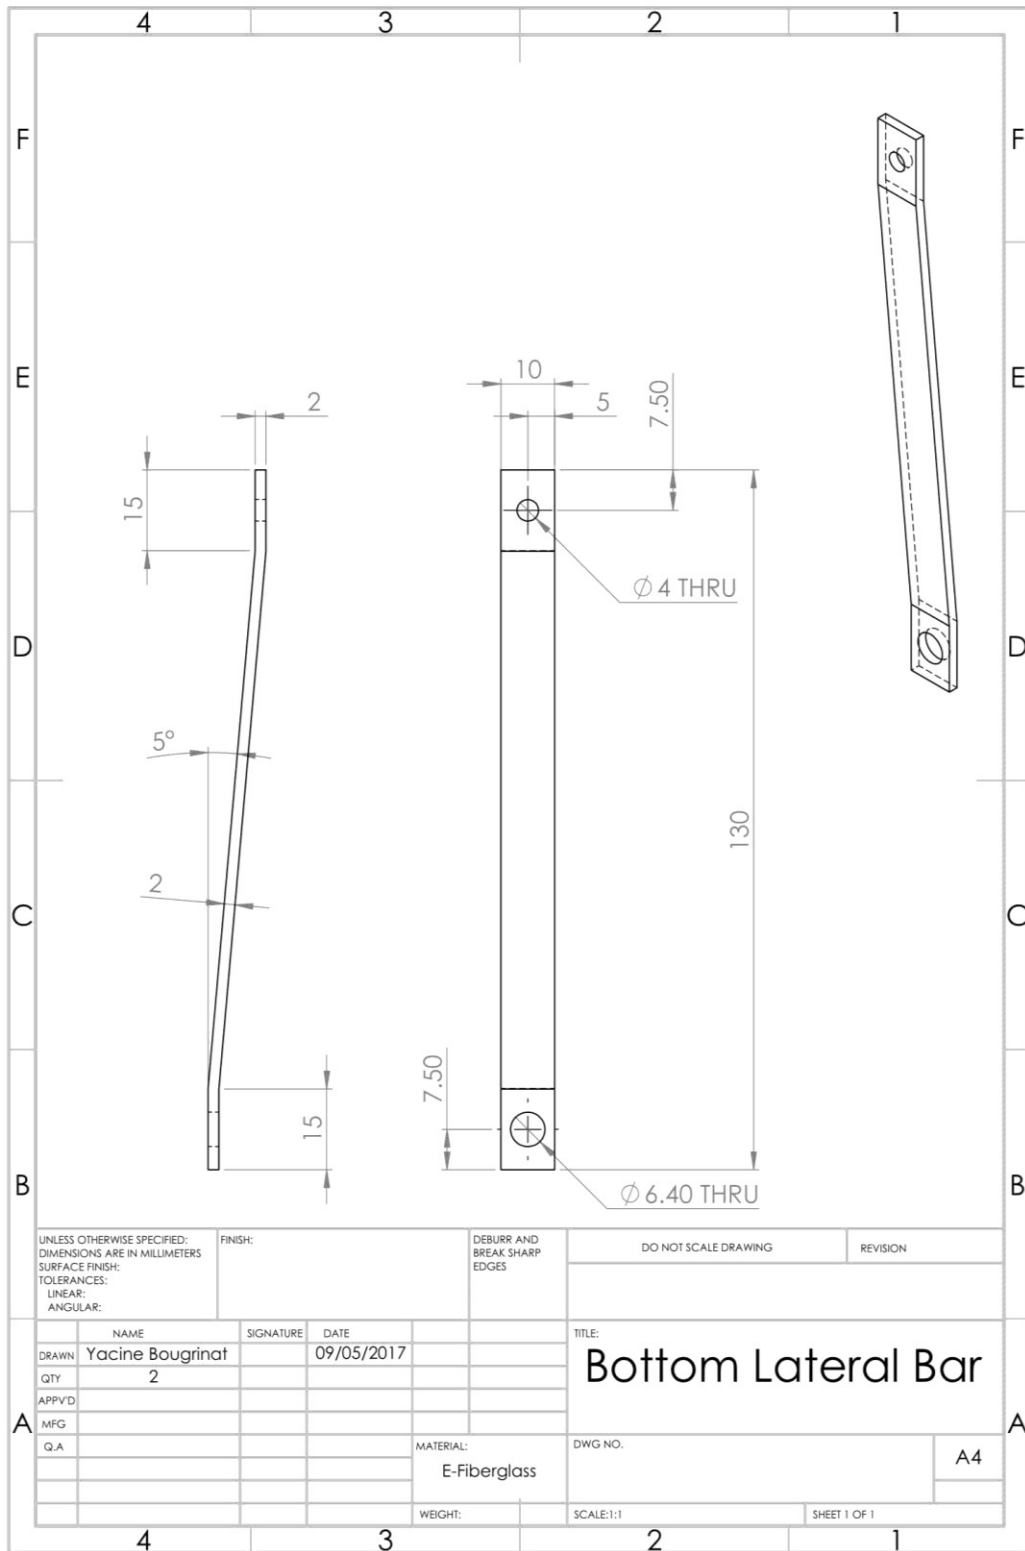 4 3 2 1
F F
E E
D D
C C
B B
A A
10
5
7.50
2
15
Ø 4 THRU
5°
130
2
7.50
15
Ø 6.40 THRU
UNLESS OTHERWISE SPECIFIED:
DIMENSIONS ARE IN MILLIMETERS
SURFACE FINISH:
TOLERANCES:
LINEAR:
ANGULAR:
FINISH:
DEBURR AND
BREAK SHARP
EDGES
DO NOT SCALE DRAWING
REVISION
NAME SIGNATURE DATE
DRAWN Yacine Bougrinat 09/05/2017
QTY 2
APPV'D
MFG
Q.A
TITLE:
Bottom Lateral Bar
MATERIAL:
E-Fiberglass
DWG NO.
A4
WEIGHT:
SCALE:1:1
SHEET 1 OF 1
4 3 2 1